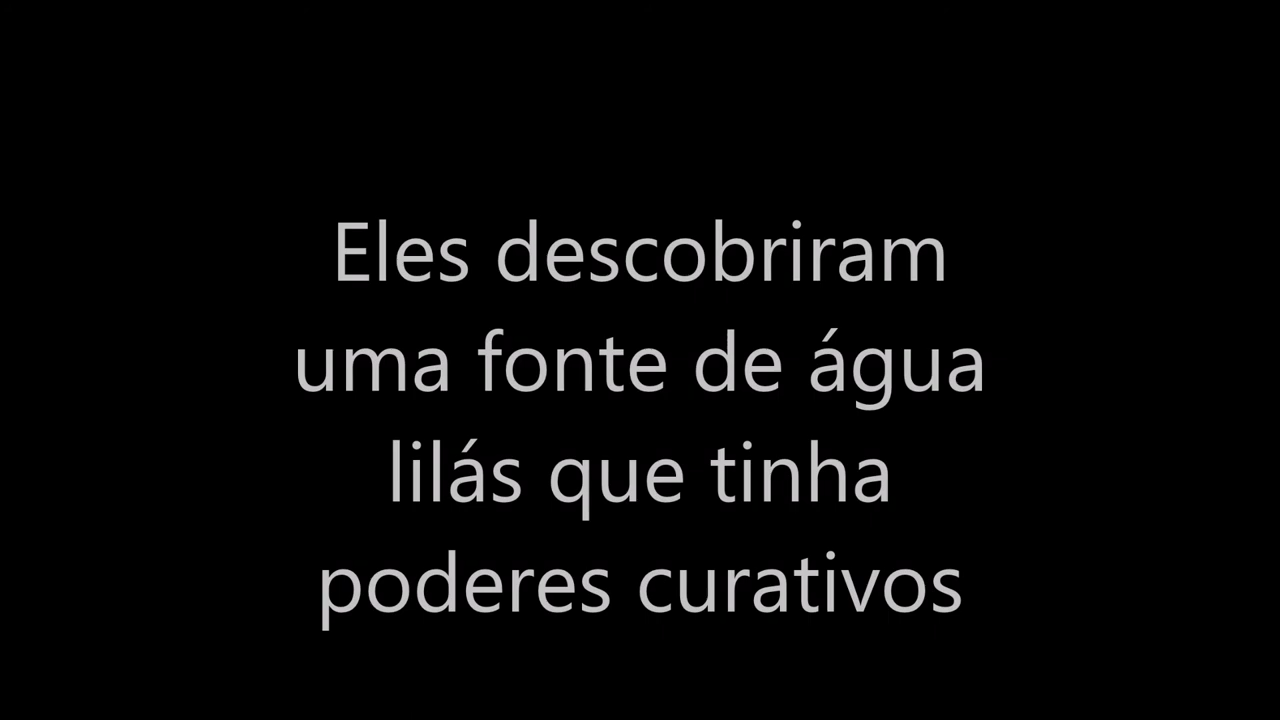 Eles descobriram
uma fonte de água
lilás que tinha
poderes curativos